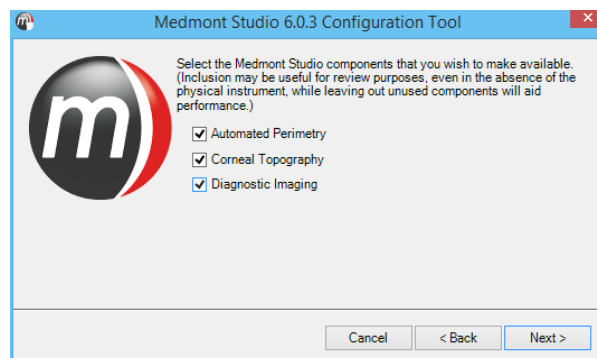 Medmont Studio 6.0.3 Configuration Tool
Select the Medmont Studio components that you wish to make available.
(Inclusion may be useful for review purposes, even in the absence of the
physical instrument, while leaving out unused components will aid
performance.)
Automated Perimetry
Corneal Topography
Diagnostic Imaging
Cancel
< Back
Next >